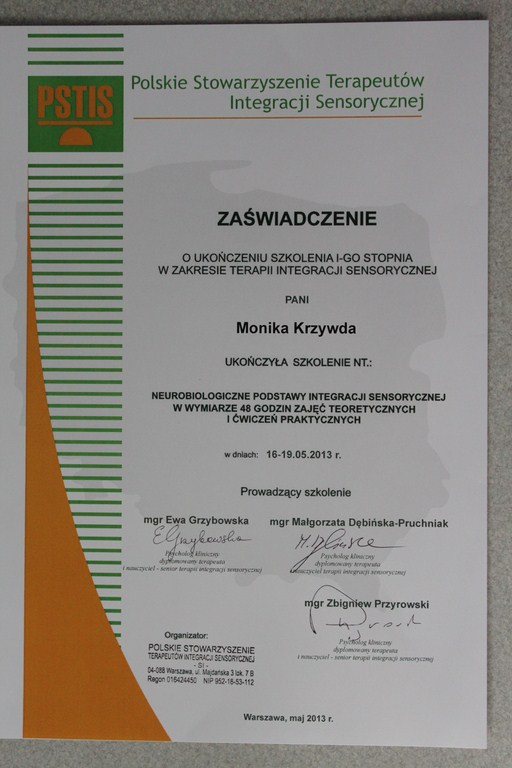 PSTIS
Polskie Stowarzyszenie Terapeutów
Integracji Sensorycznej
ZAŚWIADCZENIE
O UKOŃCZENIU SZKOLENIA I-GO STOPNIA
W ZAKRESIE TERAPII INTEGRACJI SENSORYCZNEJ
PANI
Monika Krzywda
UKOŃCZYŁA SZKOLENIE NT.:
NEUROBIOLOGICZNE PODSTAWY INTEGRACJI SENSORYCZNEJ
W WYMIARZE 48 GODZIN ZAJĘĆ TEORETYCZNYCH
I ĆWICZEŃ PRAKTYCZNYCH
w dniach: 16-19.05.2013 r.
Prowadzący szkolenie
mgr Ewa Grzybowska
EGrzybowska
Psycholog kliniczny
dyplomowany terapeuta
i nauczyciel - senior terapii integracji sensorycznej
mgr Małgorzata Dębińska-Pruchniak
Psycholog kliniczny
dyplomowany terapeuta
i nauczyciel terapii integracji sensorycznej
mgr Zbigniew Przyrowski
Psycholog kliniczny
dyplomowany terapeuta
i nauczyciel - senior terapii integracji sensorycznej
Organizator:
POLSKIE STOWARZYSZENIE
TERAPEUTÓW INTEGRACJI SENSORYCZNEJ
- SI -
04-088 Warszawa, ul. Majdańska 3 lok. 7 B
Regon 016424450 NIP 952-18-53-112
Warszawa, maj 2013 r.